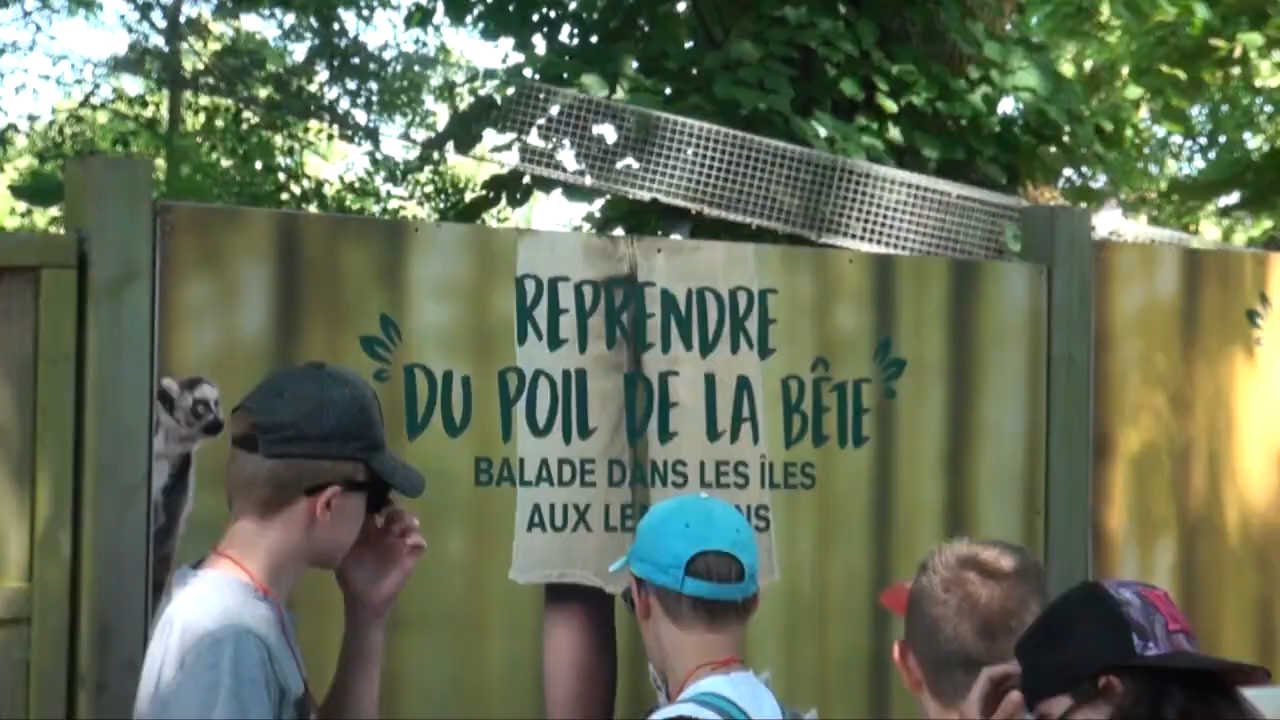 REPRENDRE
DU POIL DE LA BÊTE
BALADE DANS LES ÎLES
AUX